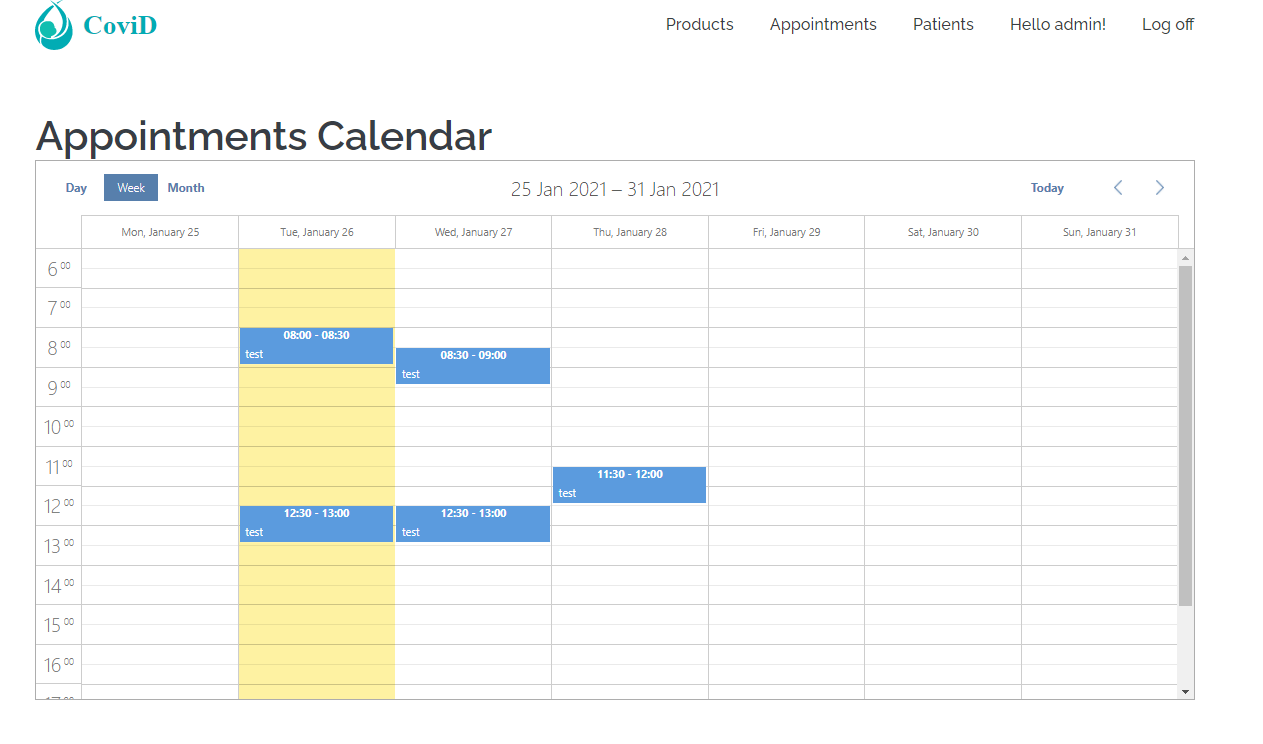 CovID Products Appointments Patients Hello admin! Log off
Appointments Calendar
Day Week Month 25 Jan 2021 – 31 Jan 2021 Today
Mon, January 25 Tue, January 26 Wed, January 27 Thu, January 28 Fri, January 29 Sat, January 30 Sun, January 31
6 00
7 00
08:00 - 08:30
test
8 00
08:30 - 09:00
test
9 00
10 00
11 00
11:30 - 12:00
test
12 00
12:30 - 13:00 12:30 - 13:00
test test
13 00
14 00
15 00
16 00